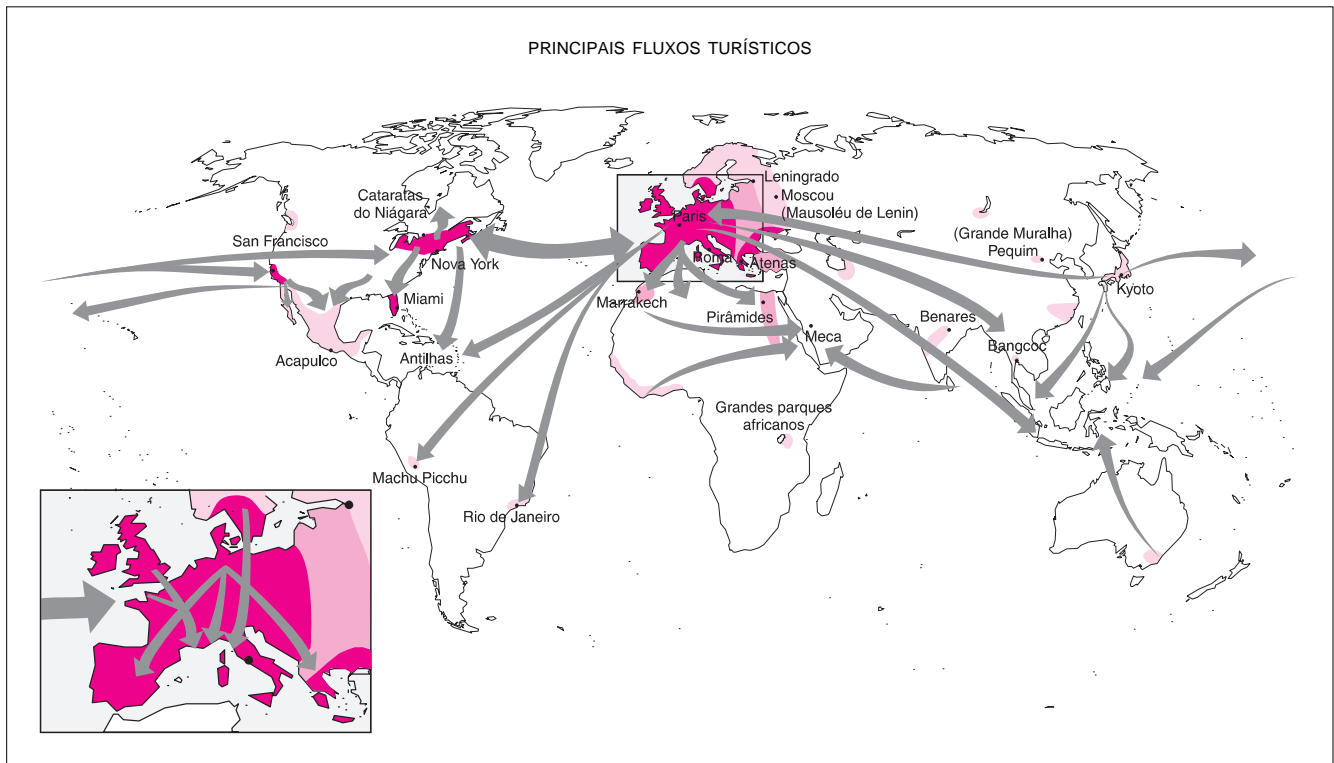 PRINCIPAIS FLUXOS TURÍSTICOS
Leningrado
Moscou
(Mausoléu de Lenin)
Cataratas
do Niágara
Paris
San Francisco
(Grande Muralha)
Pequim
Nova York
Roma
Atenas
Kyoto
Miami
Marrakech
Pirâmides
Benares
Meca
Bangcoc
Acapulco
Antilhas
Grandes parques
africanos
Machu Picchu
Rio de Janeiro